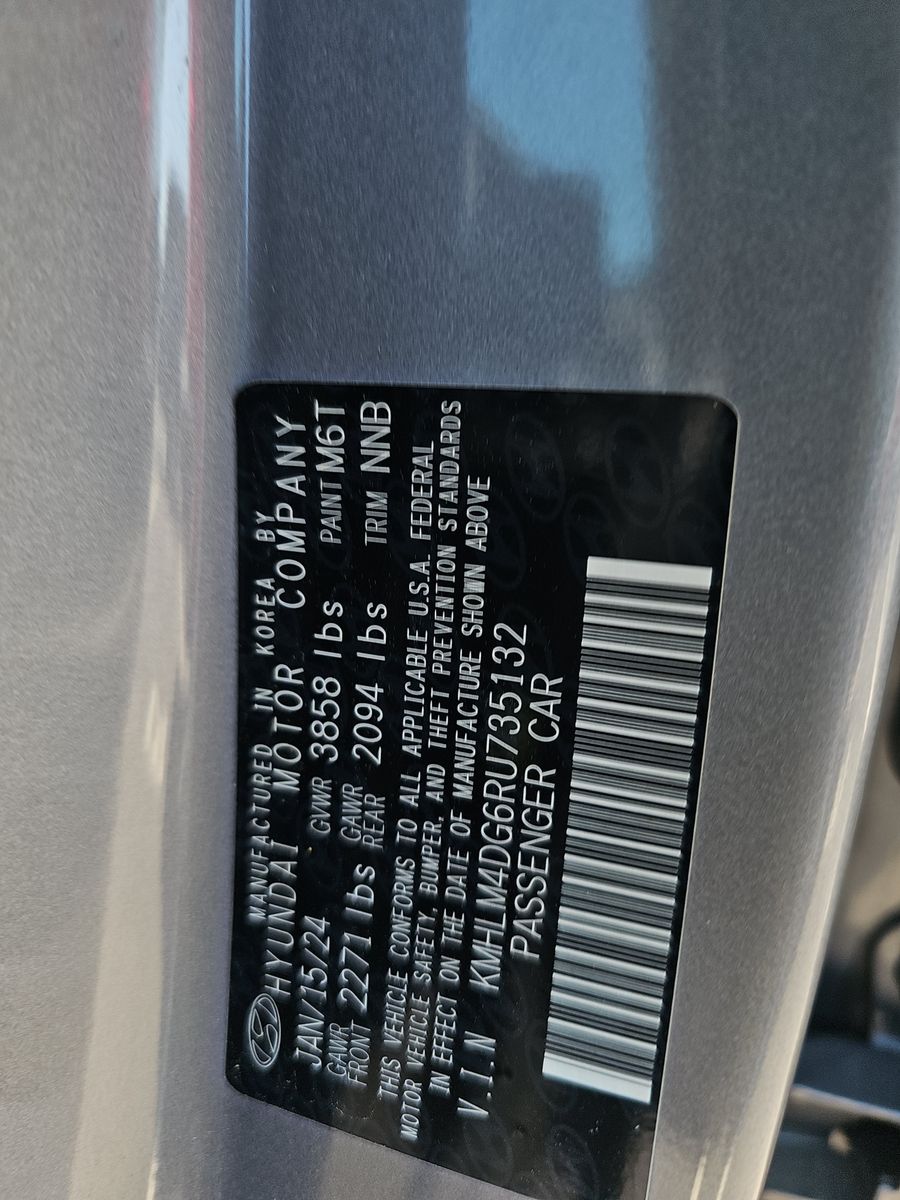 MANUFACTURED IN KOREA BY
HYUNDAI MOTOR COMPANY
JAN/15/24 GVWR 3858 lbs PAINT M6T
GAWR FRONT 2271 lbs GAWR REAR 2094 lbs TRIM NNB
THIS VEHICLE CONFORMS TO ALL APPLICABLE U.S.A. FEDERAL
MOTOR VEHICLE SAFETY, BUMPER, AND THEFT PREVENTION STANDARDS
IN EFFECT ON THE DATE OF MANUFACTURE SHOWN ABOVE
V.I.N KMHLM4DG6RU735132
PASSENGER CAR